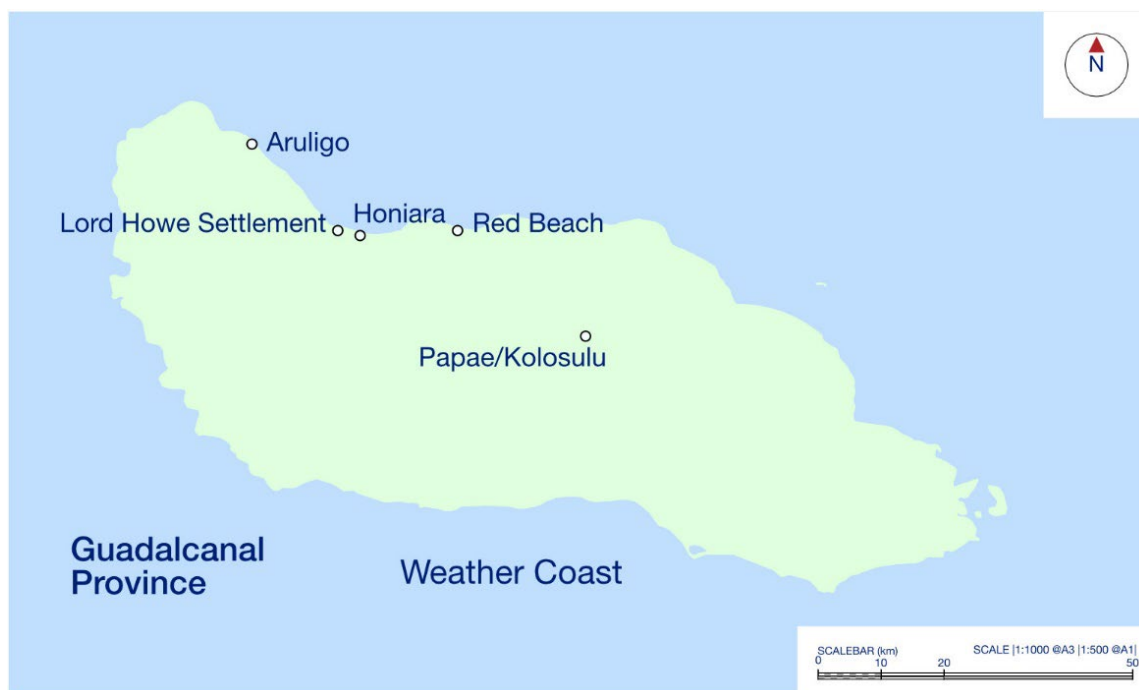 N
Aruligo
Lord Howe Settlement
Honiara
Red Beach
Papae/Kolosulu
Guadalcanal
Province
Weather Coast
SCALEBAR (km)
SCALE |1:1000 @A3 |1:500 @A1|
0 10 20 50